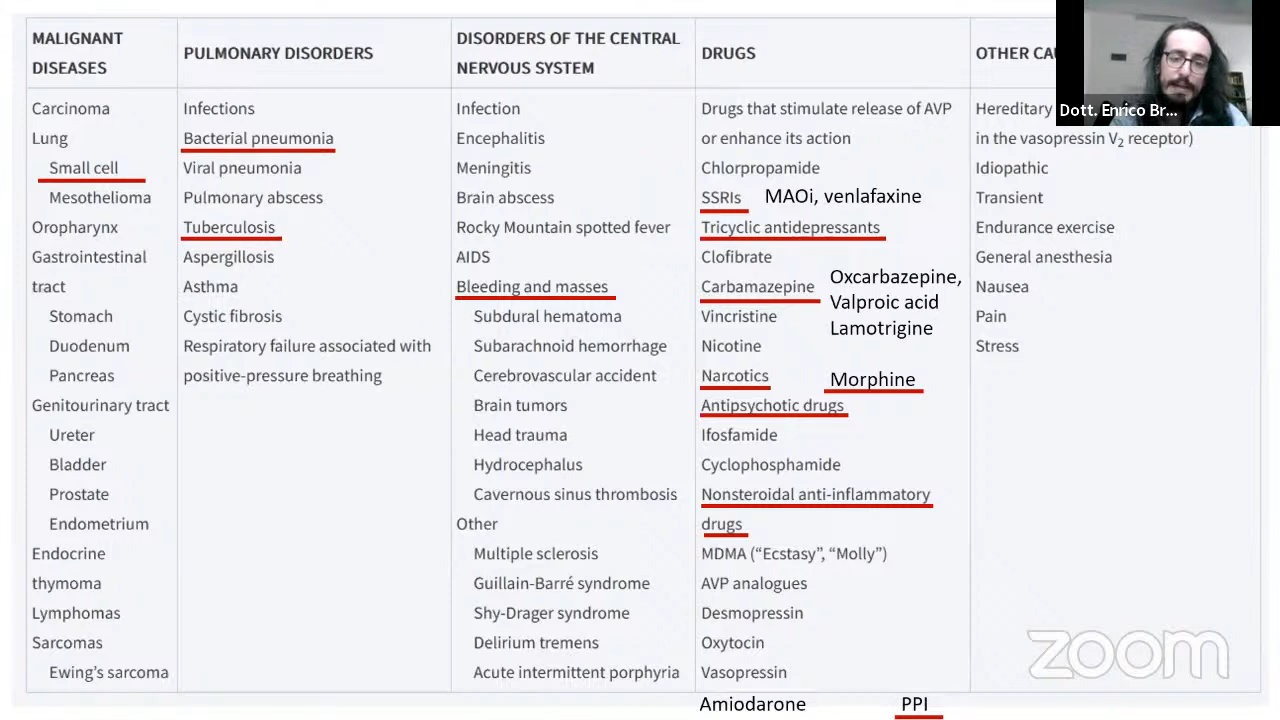 MALIGNANT
DISEASES
Carcinoma
Lung
Small cell
Mesothelioma
Oropharynx
Gastrointestinal
tract
Stomach
Duodenum
Pancreas
Genitourinary tract
Ureter
Bladder
Prostate
Endometrium
Endocrine
thymoma
Lymphomas
Sarcomas
Ewing’s sarcoma
PULMONARY DISORDERS
Infections
Bacterial pneumonia
Viral pneumonia
Pulmonary abscess
Tuberculosis
Aspergillosis
Asthma
Cystic fibrosis
Respiratory failure associated with
positive-pressure breathing
DISORDERS OF THE CENTRAL
NERVOUS SYSTEM
Infection
Encephalitis
Meningitis
Brain abscess
Rocky Mountain spotted fever
AIDS
Bleeding and masses
Subdural hematoma
Subarachnoid hemorrhage
Cerebrovascular accident
Brain tumors
Head trauma
Hydrocephalus
Cavernous sinus thrombosis
Other
Multiple sclerosis
Guillain-Barré syndrome
Shy-Drager syndrome
Delirium tremens
Acute intermittent porphyria
DRUGS
Drugs that stimulate release of AVP
or enhance its action
Chlorpropamide
SSRIs MAOi, venlafaxine
Tricyclic antidepressants
Clofibrate
Carbamazepine
Oxcarbazepine,
Valproic acid
Lamotrigine
Vincristine
Nicotine
Narcotics Morphine
Antipsychotic drugs
Ifosfamide
Cyclophosphamide
Nonsteroidal anti-inflammatory
drugs
MDMA (“Ecstasy”, “Molly”)
AVP analogues
Desmopressin
Oxytocin
Vasopressin
Amiodarone PPI
OTHER
Hereditary
in the vasopressin V₂ receptor)
Idiopathic
Transient
Endurance exercise
General anesthesia
Nausea
Pain
Stress
Dott. Enrico Br...
zoom